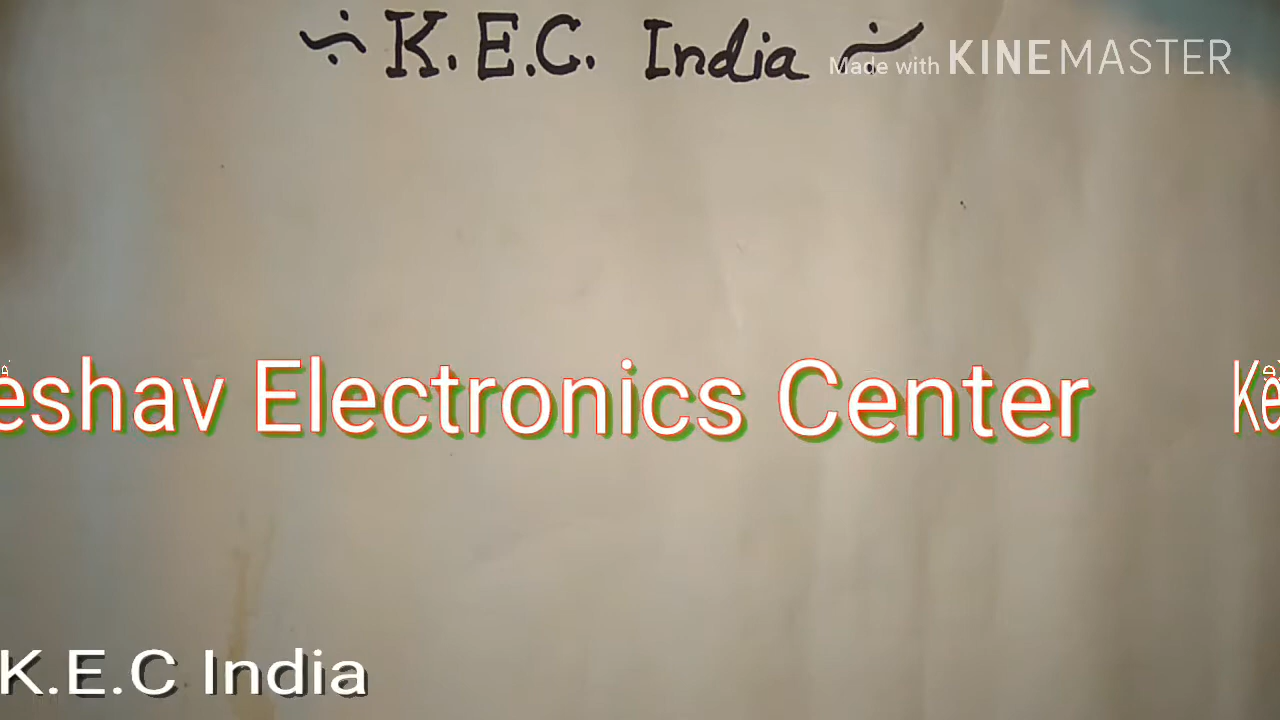 K.E.C. India
Made with KINEMASTER
eshav Electronics Center
K.E.C India